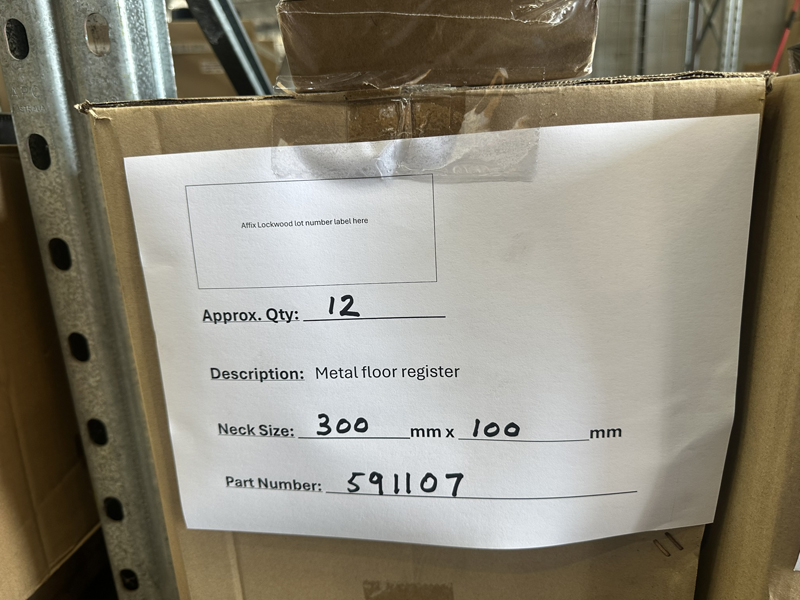 Affix Lockwood lot number label here
Approx. Qty: 12
Description: Metal floor register
Neck Size: 300 mm x 100 mm
Part Number: 591107